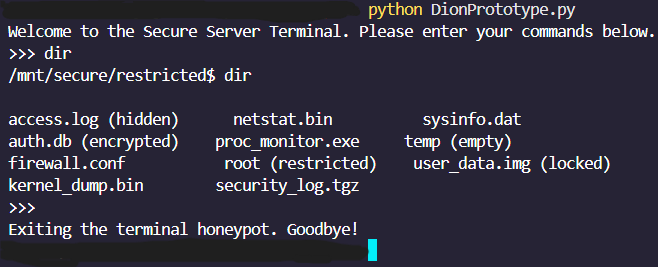 python DionPrototype.py
Welcome to the Secure Server Terminal. Please enter your commands below.
>>> dir
/mnt/secure/restricted$ dir
access.log (hidden) netstat.bin sysinfo.dat
auth.db (encrypted) proc_monitor.exe temp (empty)
firewall.conf root (restricted) user_data.img (locked)
kernel_dump.bin security_log.tgz
>>>
Exiting the terminal honeypot. Goodbye!